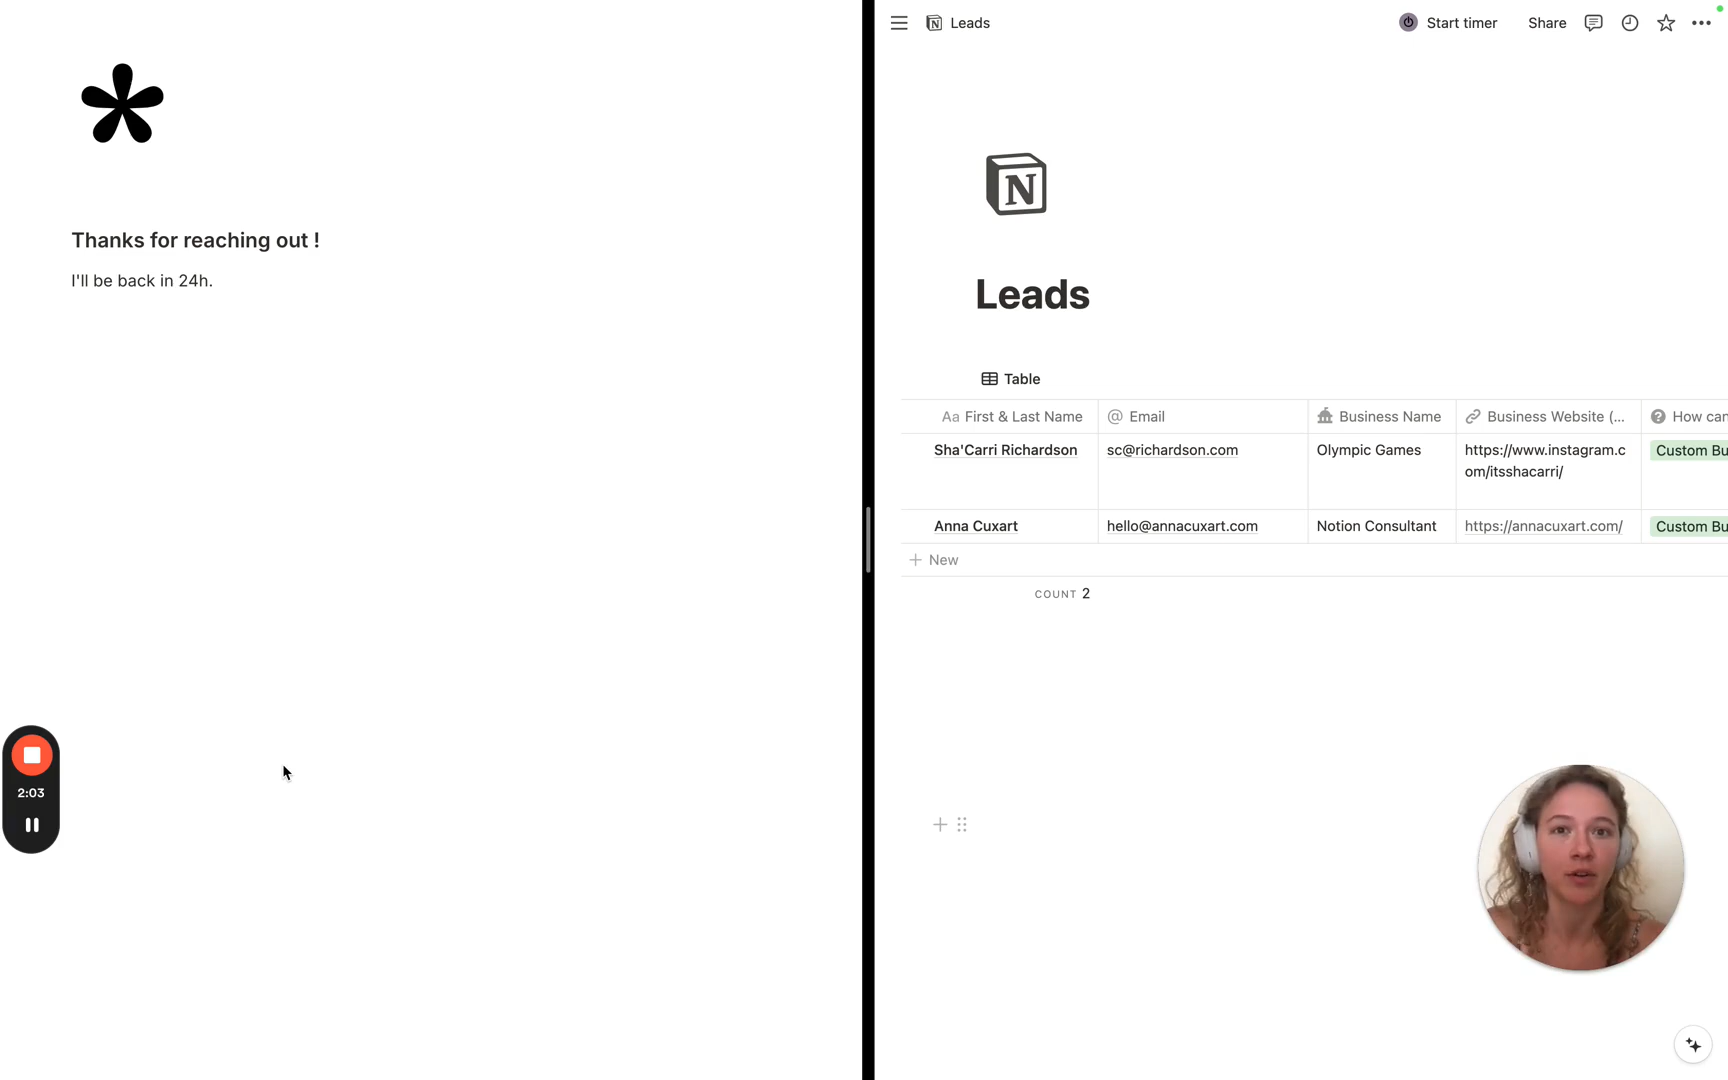 Thanks for reaching out !
I'll be back in 24h.
2:03
Leads
Start timer
Share
N
Leads
Table
Aa First & Last Name
@ Email
Business Name
Business Website (...
How can
Sha'Carri Richardson
sc@richardson.com
Olympic Games
https://www.instagram.c
om/itsshacarri/
Custom Bu
Anna Cuxart
hello@annacuxart.com
Notion Consultant
https://annacuxart.com/
Custom Bu
+ New
COUNT 2